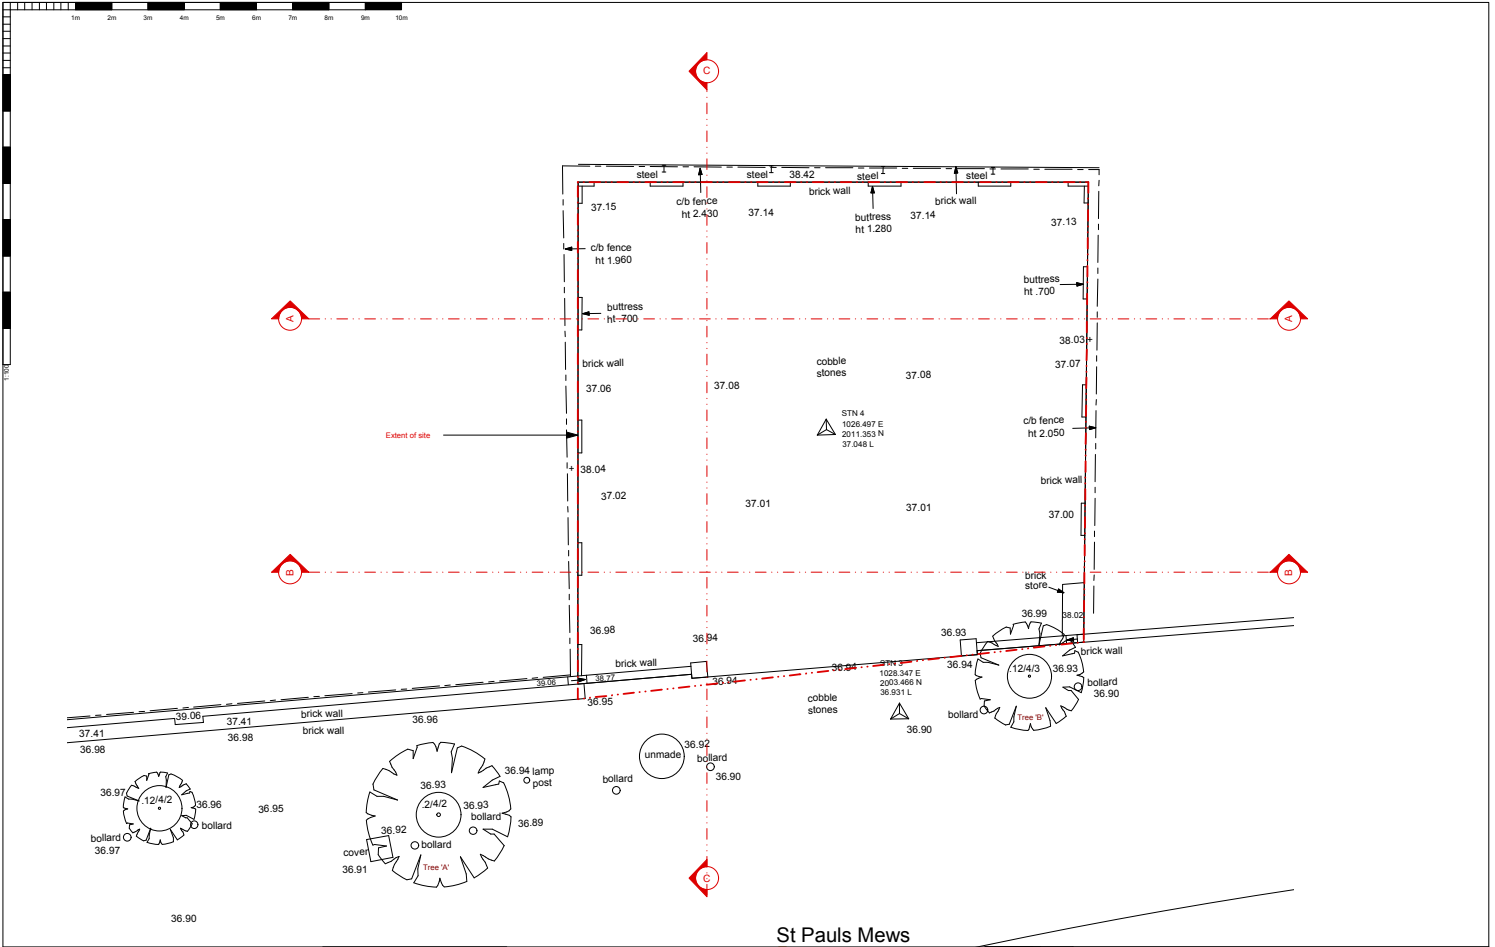 1m 2m 3m 4m 5m 6m 7m 8m 9m 10m
1:100
C
steel steel 38.42 steel steel
brick wall
37.15 c/b fence
ht 2.430
37.14
buttress
ht 1.280
37.14
brick wall
37.13
c/b fence
ht 1.960
buttress
ht .700
buttress
ht .700
A A
38.03
brick wall
cobble
stones
37.07
37.06 37.08 37.08
STN 4
1026.497 E
2011.353 N
37.048 L
c/b fence
ht 2.050
Extent of site
38.04
brick wall
37.02 37.01 37.01 37.00
B B
brick
store
36.99 38.02
36.98 36.94 36.93
brick wall
brick wall
36.94 36.94 .12/4/3 36.93
STN 3
1028.347 E
2003.466 N
36.931 L
39.06 38.77 36.94
bollard
36.90
36.95
cobble
stones
bollard
Tree 'B'
39.06 brick wall
37.41 36.96
37.41 brick wall
36.98 36.98
36.90
36.92
unmade bollard
36.90
36.94 lamp
post
bollard
36.97 .12/4/2 36.96
36.95
bollard
bollard
36.97
36.93
.2/4/2 36.93
bollard
36.89
36.92
bollard
cover
36.91
Tree 'A'
C
36.90
St Pauls Mews